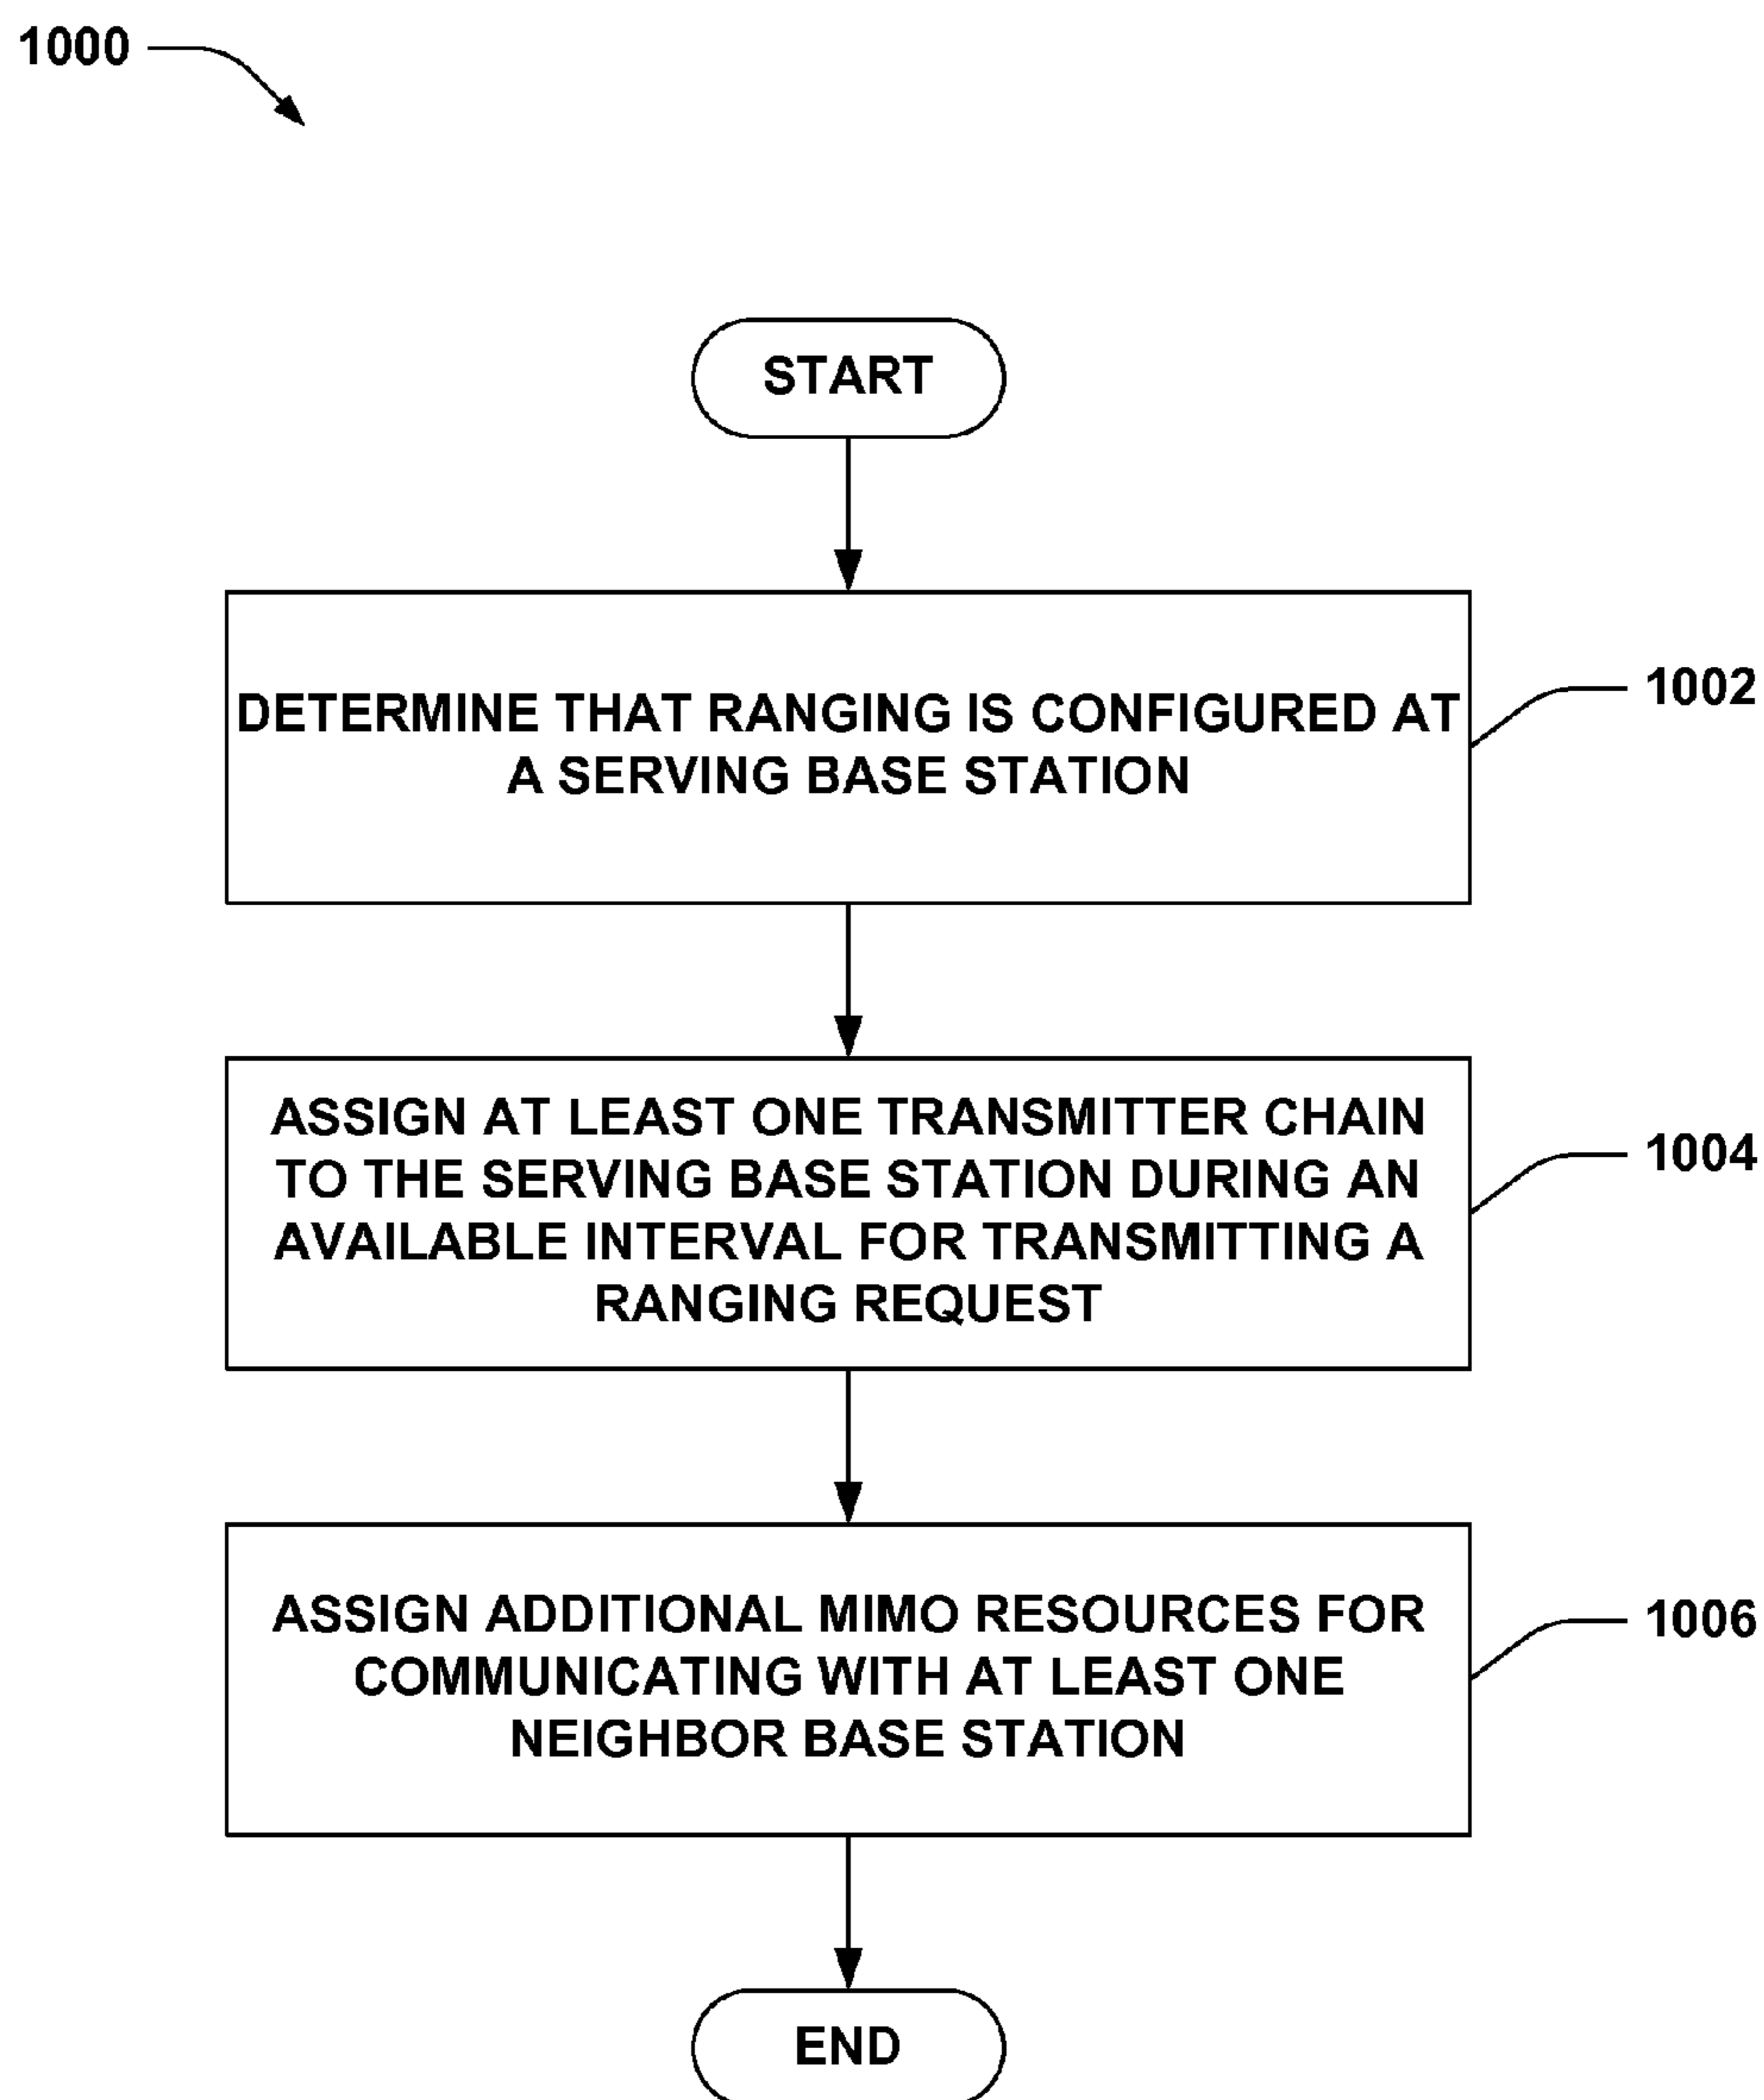 1000
START
DETERMINE THAT RANGING IS CONFIGURED AT
A SERVING BASE STATION
1002
ASSIGN AT LEAST ONE TRANSMITTER CHAIN
TO THE SERVING BASE STATION DURING AN
AVAILABLE INTERVAL FOR TRANSMITTING A
RANGING REQUEST
1004
ASSIGN ADDITIONAL MIMO RESOURCES FOR
COMMUNICATING WITH AT LEAST ONE
NEIGHBOR BASE STATION
1006
END